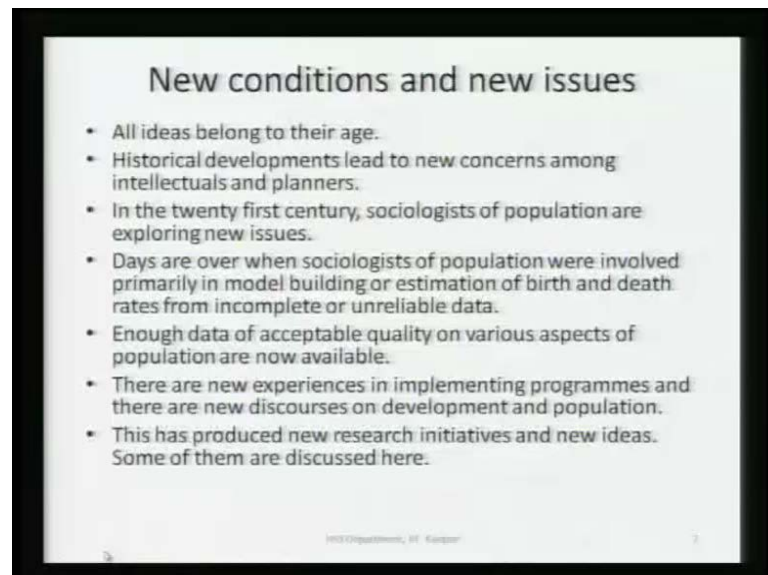 New conditions and new issues
• All ideas belong to their age.
• Historical developments lead to new concerns among
intellectuals and planners.
• In the twenty first century, sociologists of population are
exploring new issues.
• Days are over when sociologists of population were involved
primarily in model building or estimation of birth and death
rates from incomplete or unreliable data.
• Enough data of acceptable quality on various aspects of
population are now available.
• There are new experiences in implementing programmes and
there are new discourses on development and population.
• This has produced new research initiatives and new ideas.
Some of them are discussed here.